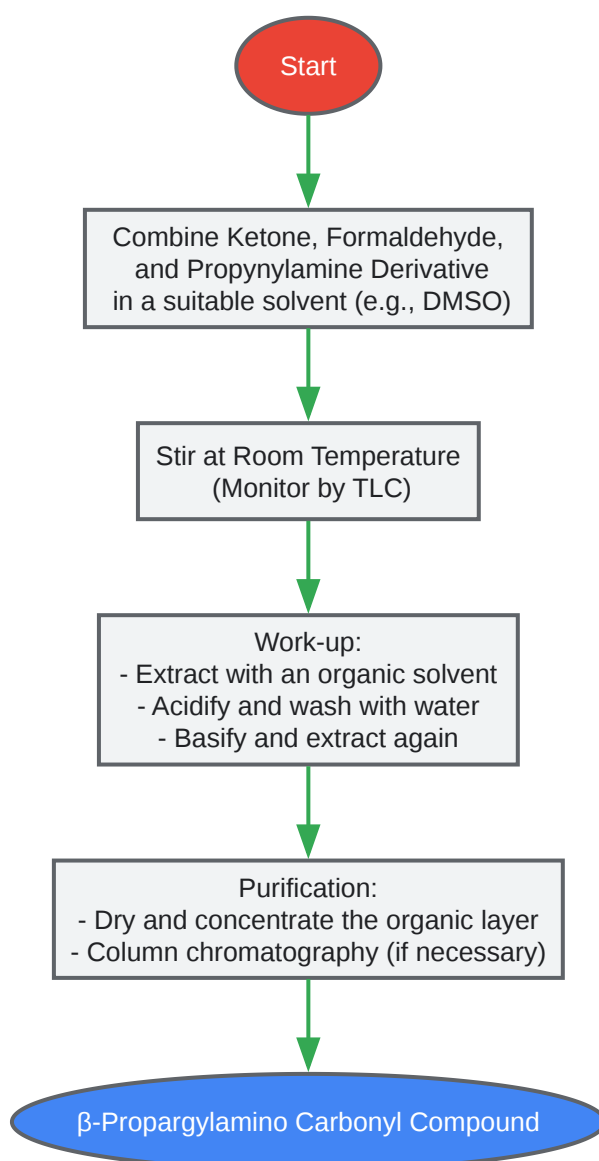 Start
Combine Ketone, Formaldehyde,
and Propynylamine Derivative
in a suitable solvent (e.g., DMSO)
Stir at Room Temperature
(Monitor by TLC)
Work-up:
- Extract with an organic solvent
- Acidify and wash with water
- Basify and extract again
Purification:
- Dry and concentrate the organic layer
- Column chromatography (if necessary)
β-Propargylamino Carbonyl Compound